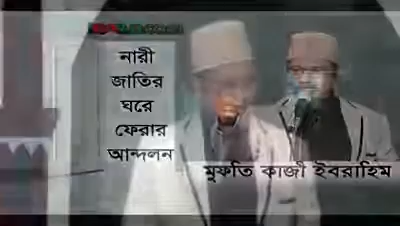 নারী
জাতির
ঘরে
ফেরার
আন্দলন
মুফতি কাজী ইবরাহিম